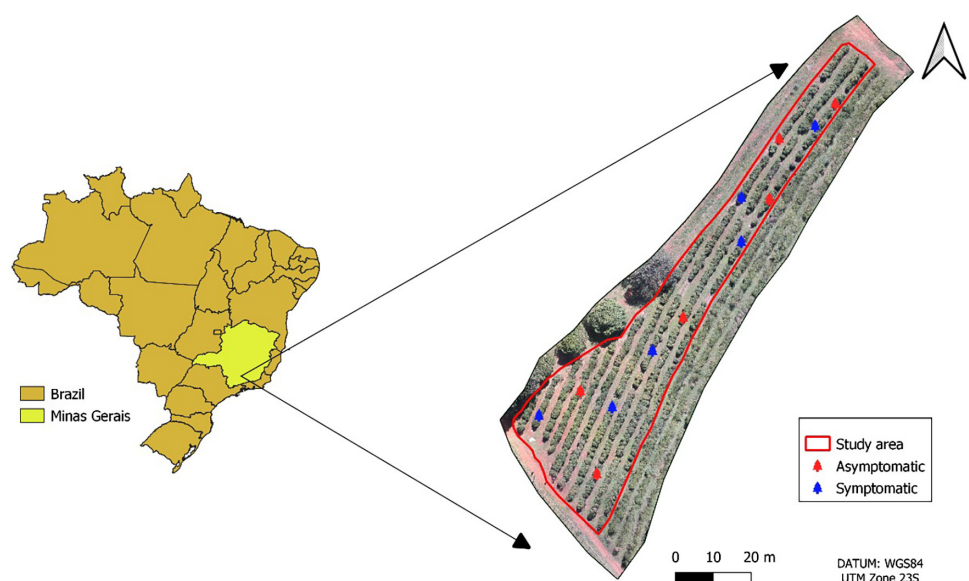 Brazil
Minas Gerais
Study area
Asymptomatic
Symptomatic
0 10 20 m
DATUM: WGS84
UTM Zone 23S